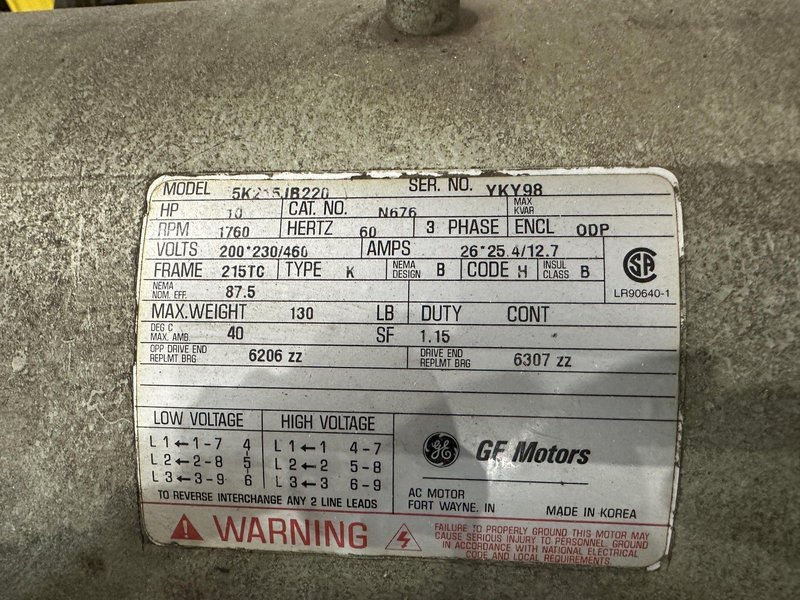 MODEL 5K215JB220 SER. NO. YKY98
HP 10 CAT. NO. N676 MAX KVAR
RPM 1760 HERTZ 60 3 PHASE ENCL ODP
VOLTS 200*230/460 AMPS 26*25.4/12.7
FRAME 215TC TYPE K NEMA DESIGN B CODE H INSUL CLASS B
NEMA NOM. EFF. 87.5
LR90640-1
MAX.WEIGHT 130 LB DUTY CONT
DEG C MAX. AMB. 40 SF 1.15
OPP DRIVE END REPLMT BRG 6206 ZZ DRIVE END REPLMT BRG 6307 ZZ
LOW VOLTAGE HIGH VOLTAGE
L1←1-7 4 L1←1 4-7
L2←2-8 5 L2←2 5-8
L3←3-9 6 L3←3 6-9
TO REVERSE INTERCHANGE ANY 2 LINE LEADS
GE GE Motors
AC MOTOR
FORT WAYNE, IN MADE IN KOREA
WARNING
FAILURE TO PROPERLY GROUND THIS MOTOR MAY
CAUSE SERIOUS INJURY TO PERSONNEL. GROUND
IN ACCORDANCE WITH NATIONAL ELECTRICAL
CODE AND LOCAL REQUIREMENTS.